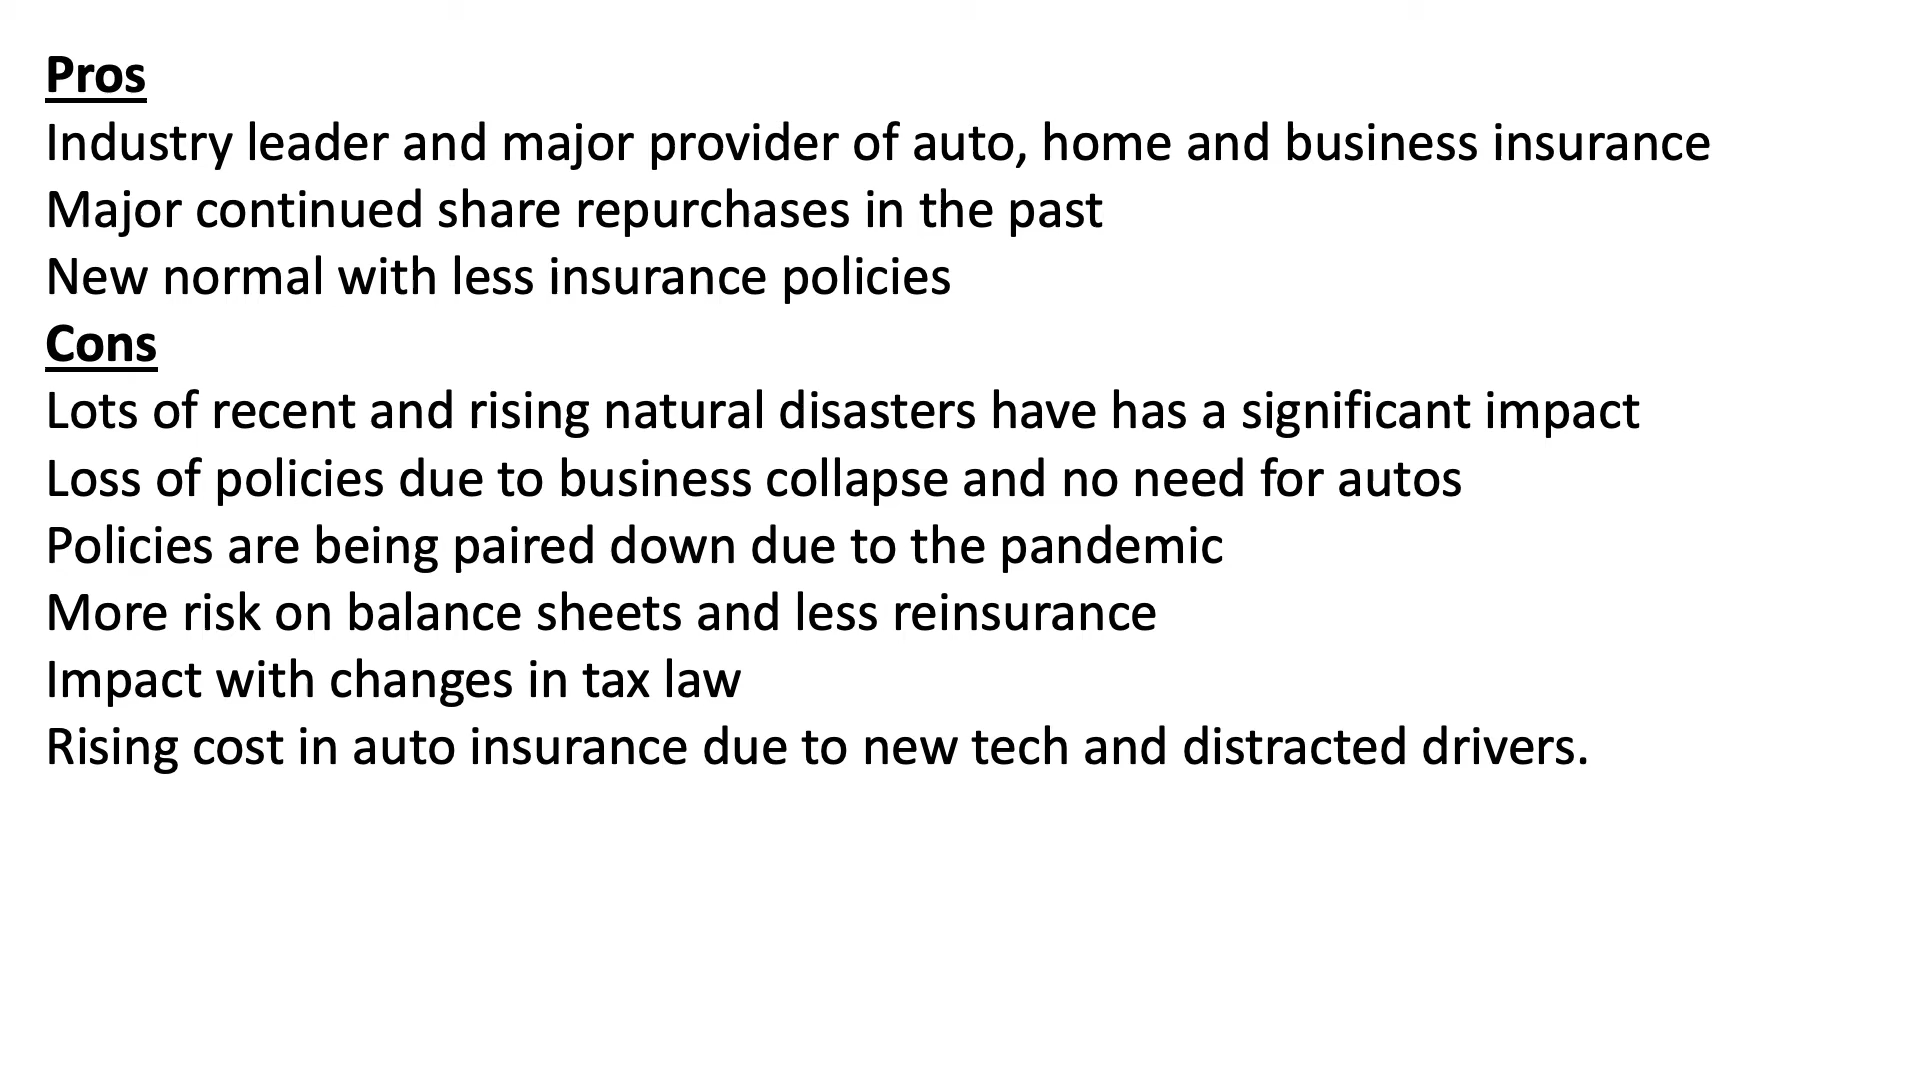 Pros
Industry leader and major provider of auto, home and business insurance
Major continued share repurchases in the past
New normal with less insurance policies
Cons
Lots of recent and rising natural disasters have has a significant impact
Loss of policies due to business collapse and no need for autos
Policies are being paired down due to the pandemic
More risk on balance sheets and less reinsurance
Impact with changes in tax law
Rising cost in auto insurance due to new tech and distracted drivers.